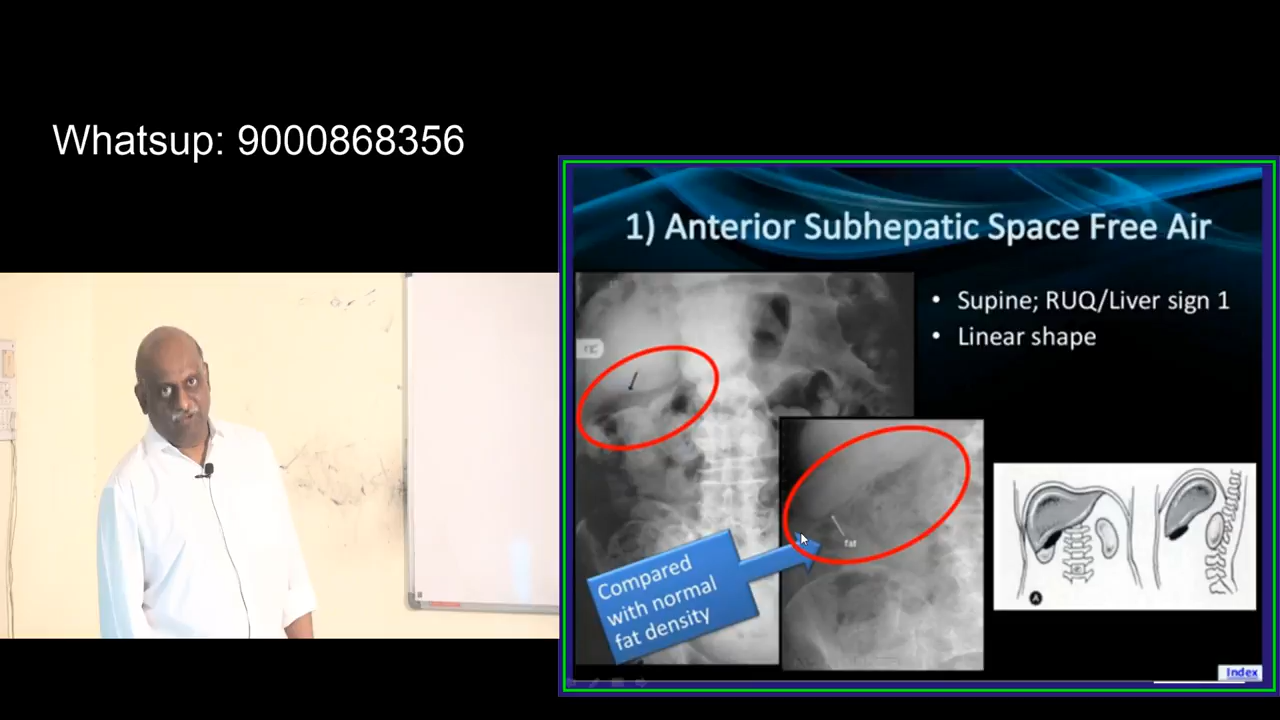 Whatsup: 9000868356
1) Anterior Subhepatic Space Free Air
• Supine; RUQ/Liver sign 1
• Linear shape
fat
Compared
with normal
fat density
A
Index